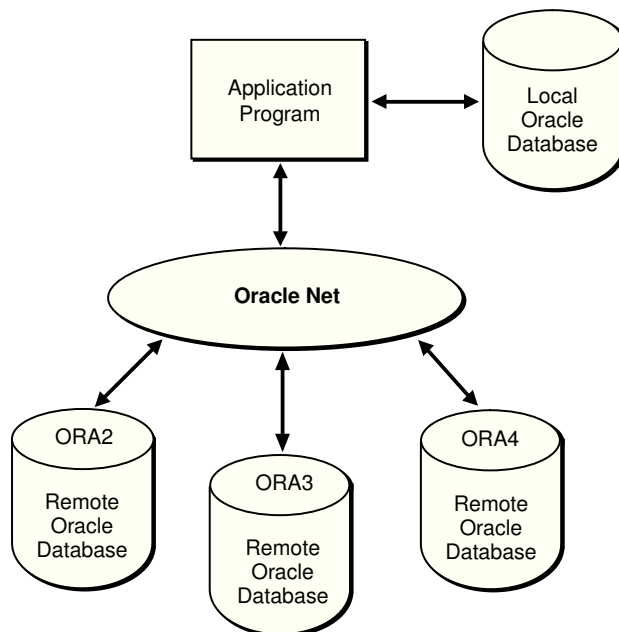 Application
Program
Local
Oracle
Database
Oracle Net
ORA2
Remote
Oracle
Database
ORA3
Remote
Oracle
Database
ORA4
Remote
Oracle
Database